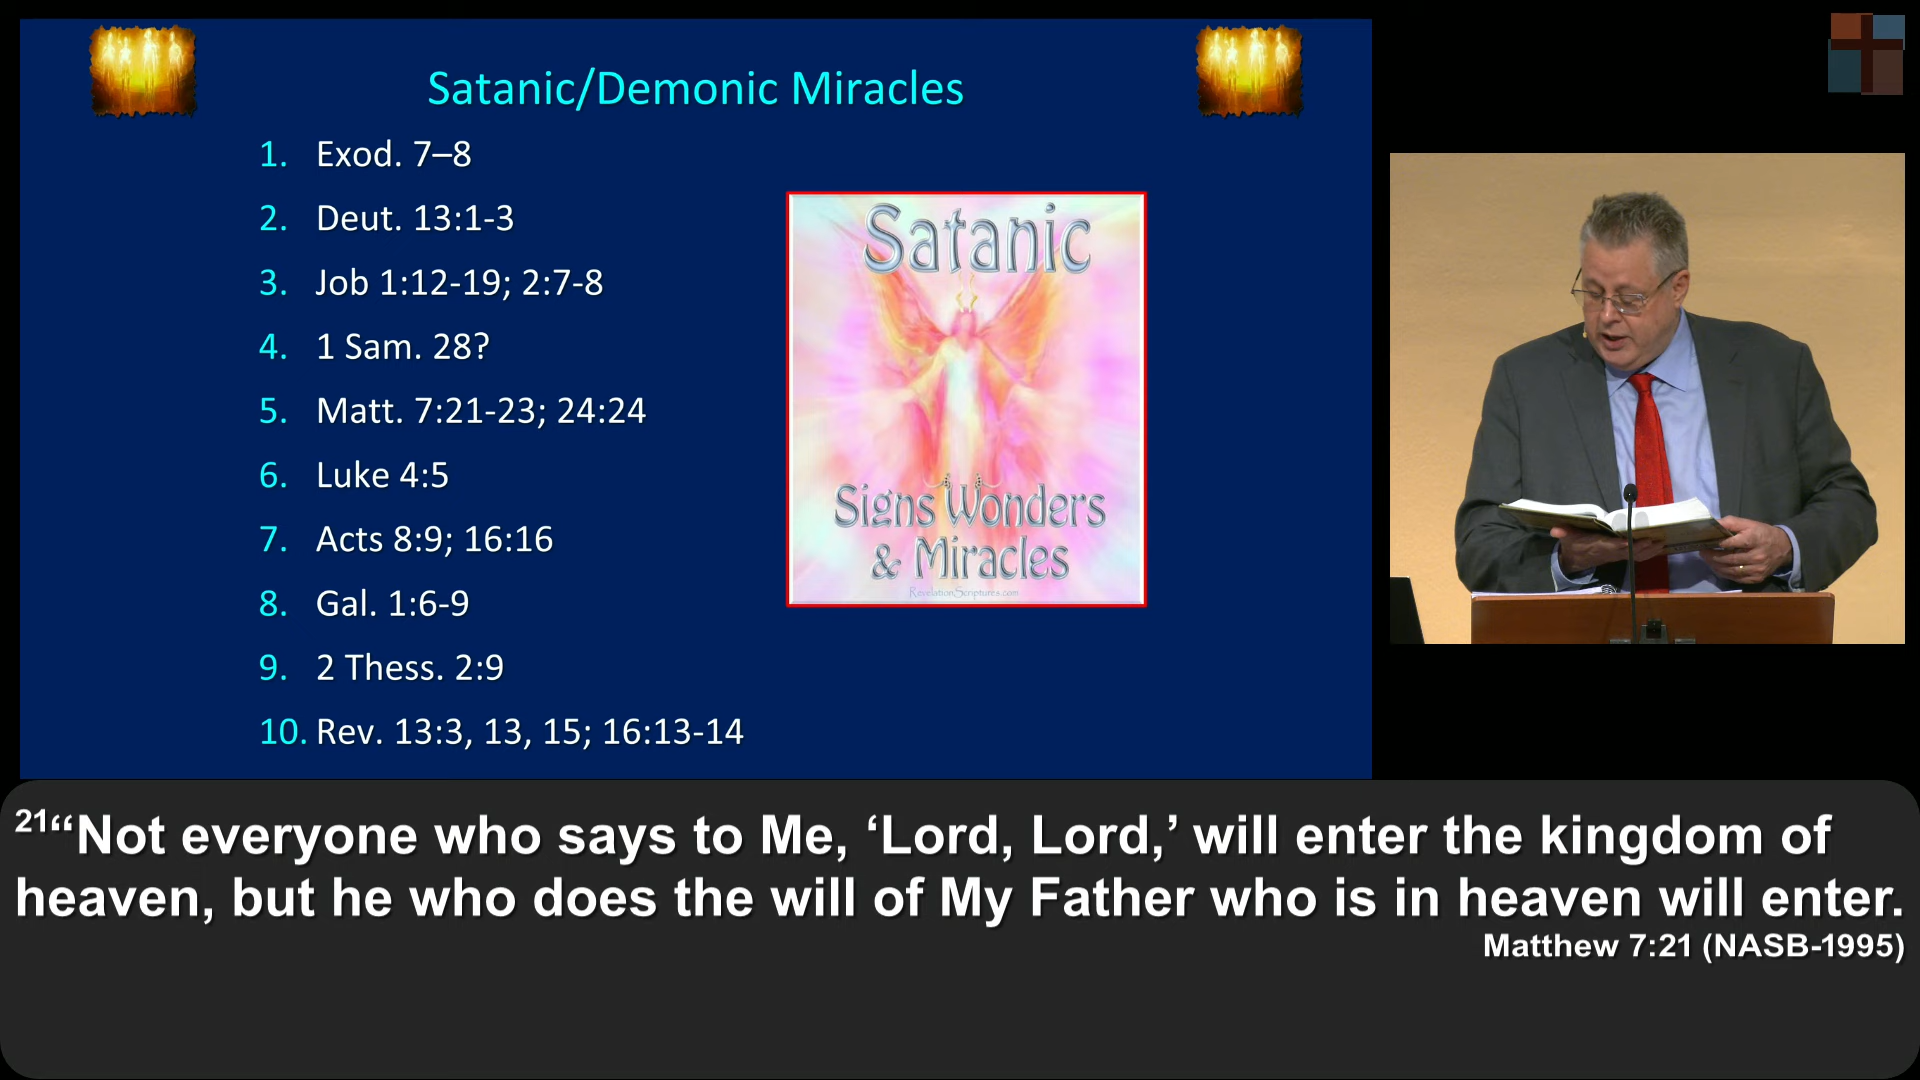 Satanic/Demonic Miracles
1. Exod. 7–8
2. Deut. 13:1-3
3. Job 1:12-19; 2:7-8
4. 1 Sam. 28?
5. Matt. 7:21-23; 24:24
6. Luke 4:5
7. Acts 8:9; 16:16
8. Gal. 1:6-9
9. 2 Thess. 2:9
10. Rev. 13:3, 13, 15; 16:13-14
Satanic
Signs Wonders
& Miracles
RevelationScriptures.com
21“Not everyone who says to Me, ‘Lord, Lord,’ will enter the kingdom of
heaven, but he who does the will of My Father who is in heaven will enter.
Matthew 7:21 (NASB-1995)